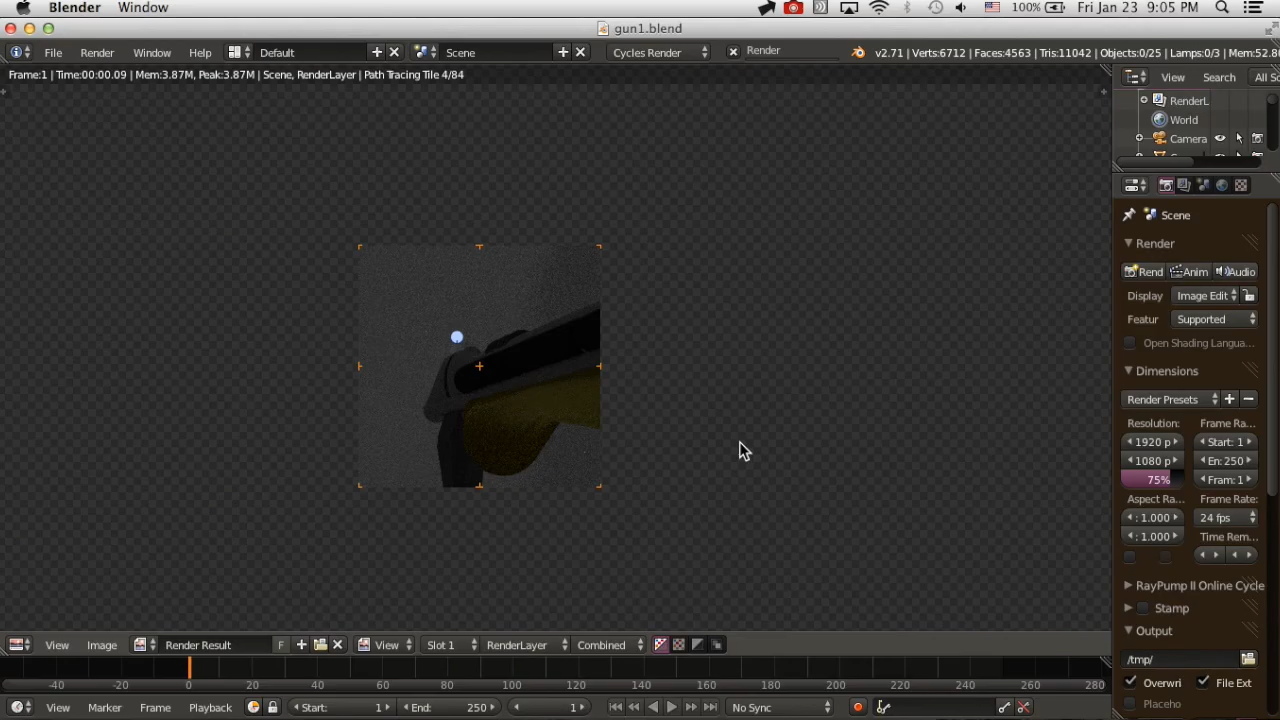 Blender Window 100% Fri Jan 23 9:05 PM
gun1.blend
File Render Window Help Default Scene Cycles Render Render v2.71 | Verts:6712 | Faces:4563 | Tris:11042 | Objects:0/25 | Lamps:0/3 | Mem:52.8
Frame:1 | Time:00:00.09 | Mem:3.87M, Peak:3.87M | Scene, RenderLayer | Path Tracing Tile 4/84
View Search All Sc
RenderL
World
Camera
Scene
Render
Rend Anim Audio
Display Image Edit
Featur Supported
Open Shading Langua...
Dimensions
Render Presets
Resolution: Frame Ra...
1920 p Start: 1
1080 p En: 250
75% Fram: 1
Aspect Ra... Frame Rate:
: 1.000 24 fps
: 1.000 Time Rem...
RayPump II Online Cycle
Stamp
Output
/tmp/
Overwri File Ext
Placeho
View Image Render Result F View Slot 1 RenderLayer Combined
-40 -20 0 20 40 60 80 100 120 140 160 180 200 220 240 260 280
View Marker Frame Playback Start: 1 End: 250 1 No Sync